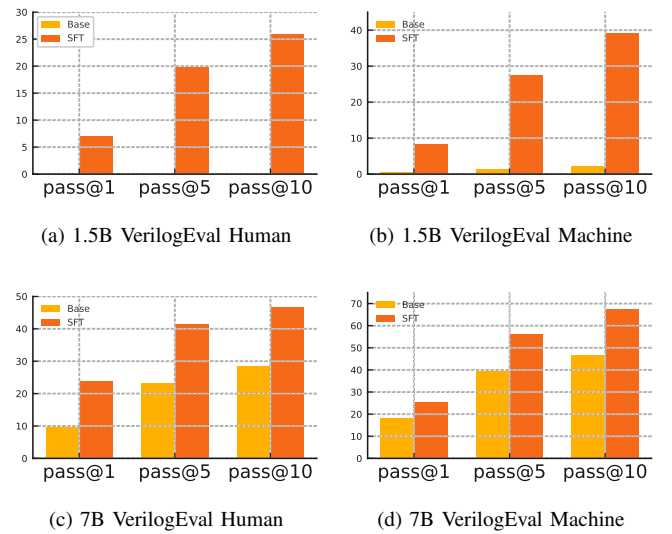 30
25
20
15
10
5
0
Base
SFT
pass@1 pass@5 pass@10
(a) 1.5B VerilogEval Human
40
30
20
10
0
Base
SFT
pass@1 pass@5 pass@10
(b) 1.5B VerilogEval Machine
50
40
30
20
10
0
Base
SFT
pass@1 pass@5 pass@10
(c) 7B VerilogEval Human
70
60
50
40
30
20
10
0
Base
SFT
pass@1 pass@5 pass@10
(d) 7B VerilogEval Machine